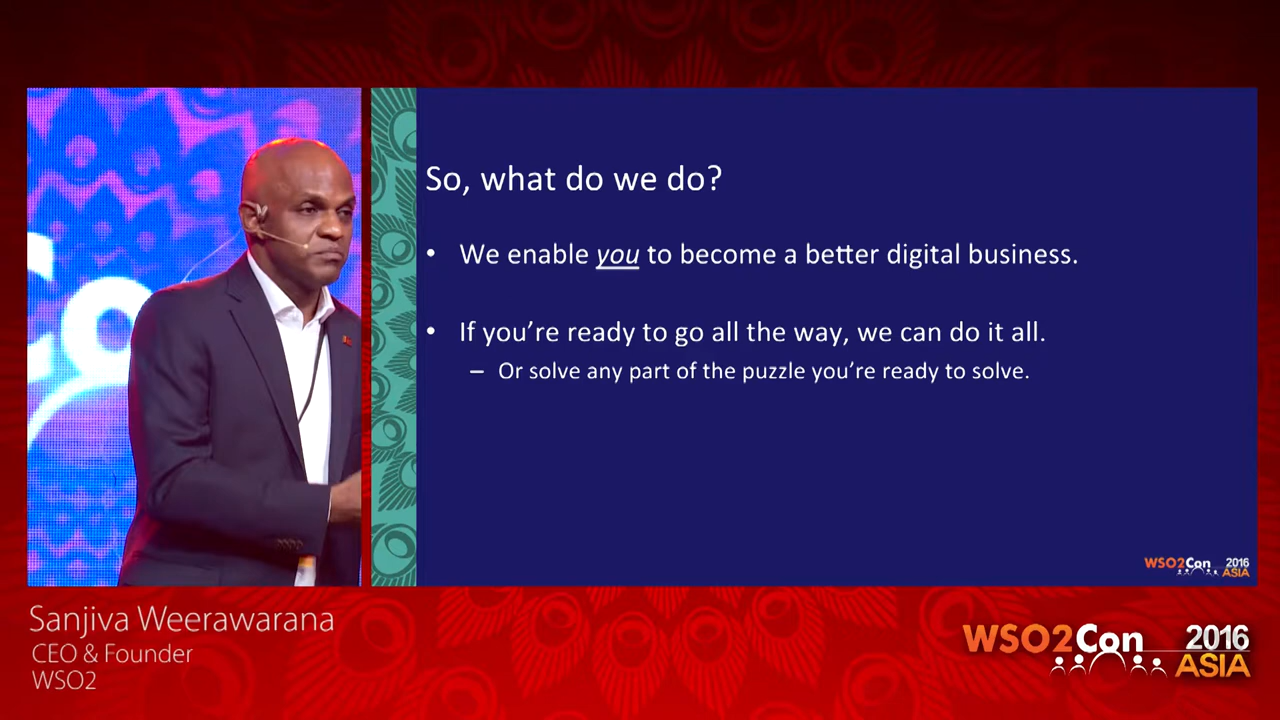 So, what do we do?
• We enable you to become a better digital business.
• If you’re ready to go all the way, we can do it all.
– Or solve any part of the puzzle you’re ready to solve.
WSO2Con 2016
ASIA
Sanjiva Weerawarana
CEO & Founder
WSO2
WSO2Con 2016
ASIA